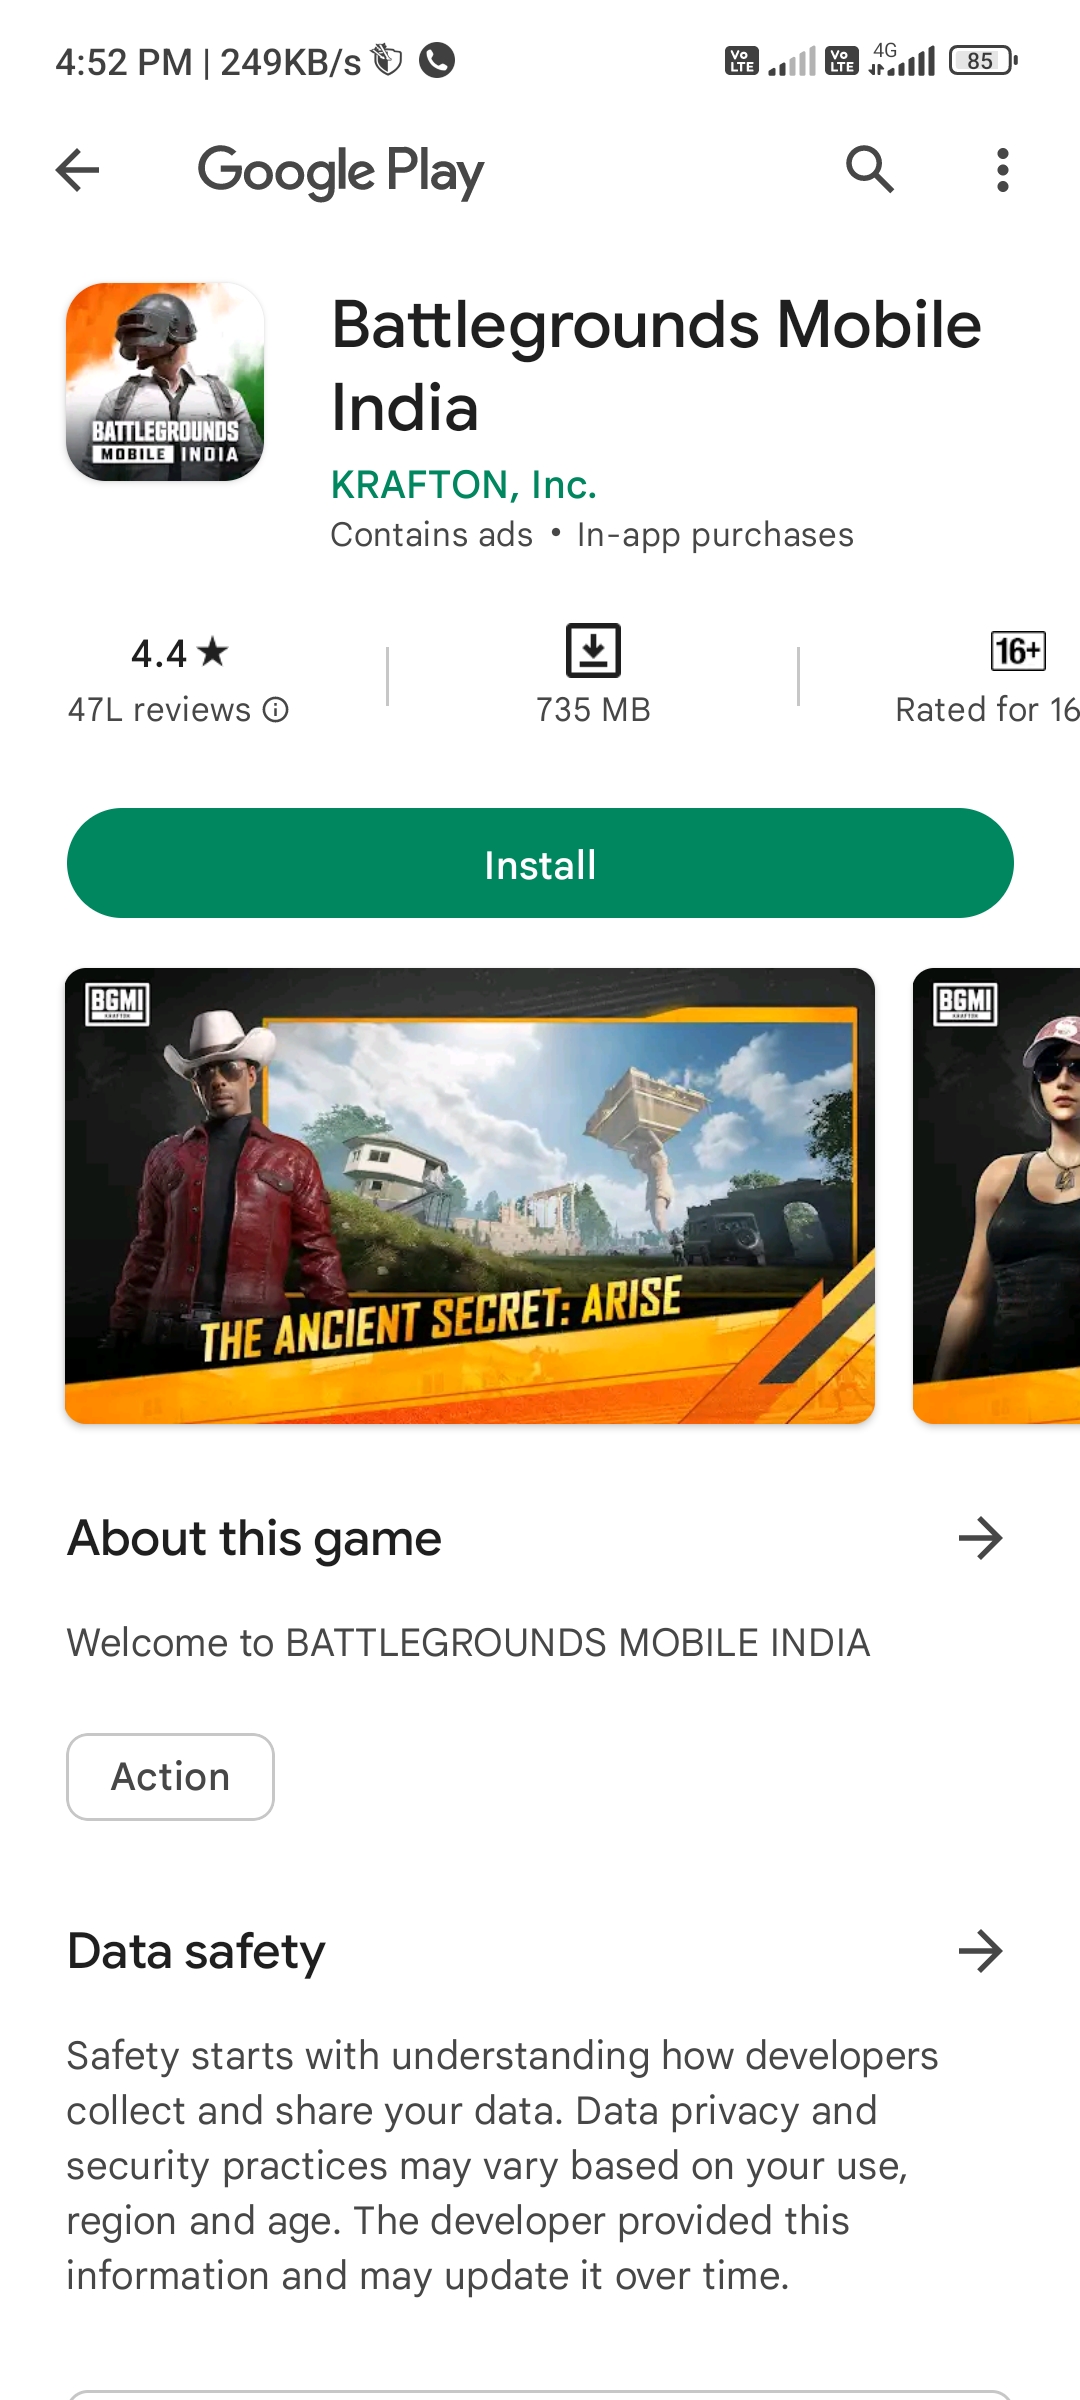 4:52 PM | 249KB/s
Vo LTE Vo LTE 4G 85
Google Play
Battlegrounds Mobile
India
BATTLEGROUNDS
MOBILE INDIA
KRAFTON, Inc.
Contains ads • In-app purchases
4.4 ★
16+
47L reviews
735 MB
Rated for 16
Install
BGMI
KRAFTON
BGMI
KRAFTON
THE ANCIENT SECRET: ARISE
About this game
Welcome to BATTLEGROUNDS MOBILE INDIA
Action
Data safety
Safety starts with understanding how developers
collect and share your data. Data privacy and
security practices may vary based on your use,
region and age. The developer provided this
information and may update it over time.